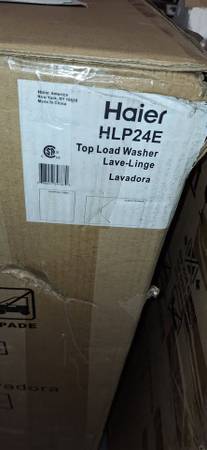 Haier America
New York, NY 10018
Made in China
Haier
HLP24E
Top Load Washer
Lave-Linge
Lavadora
PADE
vadora